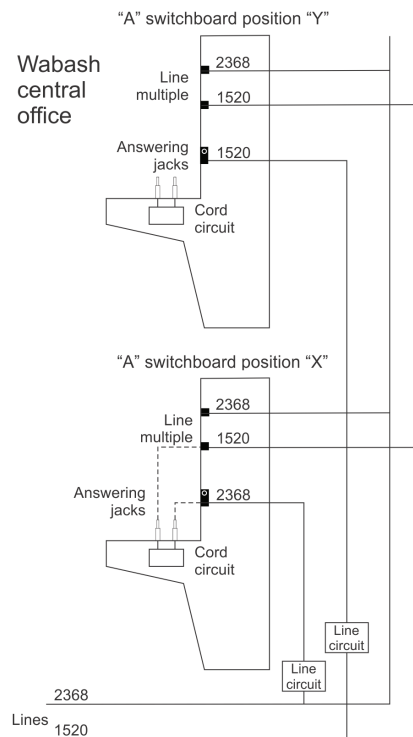 "A" switchboard position "Y"
Wabash
central
office
2368
Line
multiple
1520
Answering
jacks
1520
Cord
circuit
"A" switchboard position "X"
2368
Line
multiple
1520
Answering
jacks
2368
Cord
circuit
Line
circuit
Line
circuit
2368
Lines
1520